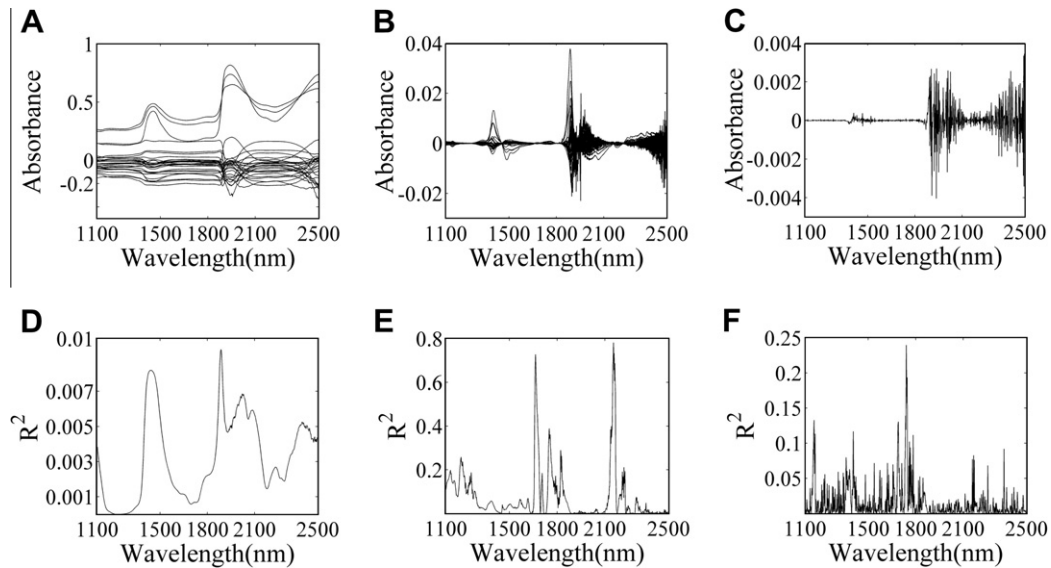 A
Absorbance
1
0.5
0
-0.2
1100 1500 1800 2100 2500
Wavelength(nm)
B
Absorbance
0.04
0.02
0
-0.02
1100 1500 1800 2100 2500
Wavelength(nm)
C
Absorbance
0.004
0.002
0
-0.002
-0.004
1100 1500 1800 2100 2500
Wavelength(nm)
D
R²
0.01
0.007
0.005
0.003
0.001
1100 1500 1800 2100 2500
Wavelength(nm)
E
R²
0.8
0.6
0.4
0.2
1100 1500 1800 2100 2500
Wavelength(nm)
F
R²
0.25
0.20
0.15
0.10
0.05
1100 1500 1800 2100 2500
Wavelength(nm)